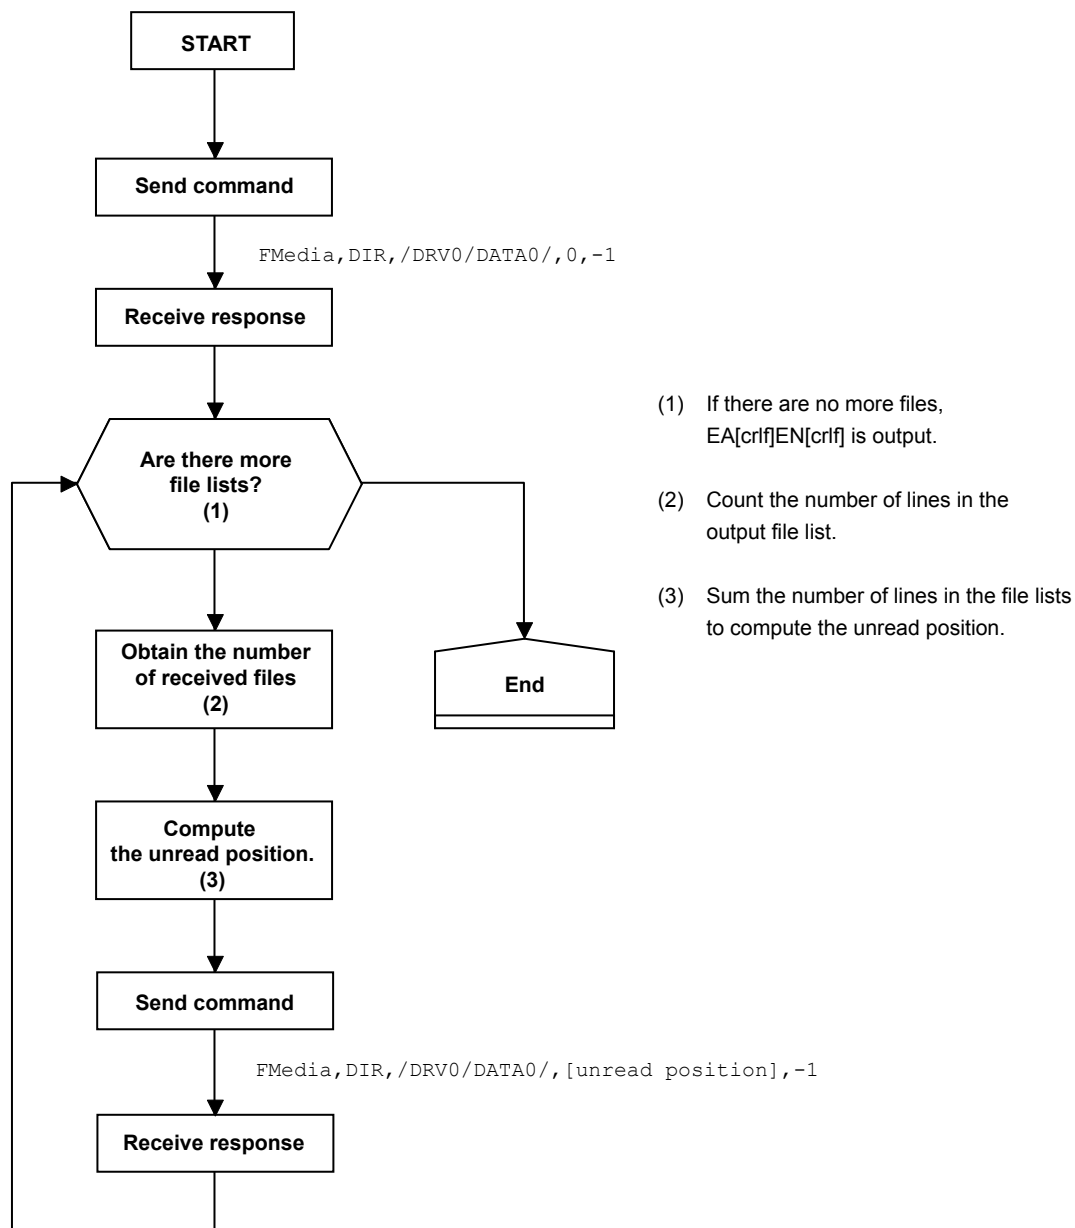 START
Send command
FMedia,DIR,/DRV0/DATA0/,0,-1
Receive response
Are there more
file lists?
(1)
Obtain the number
of received files
(2)
End
Compute
the unread position.
(3)
Send command
FMedia,DIR,/DRV0/DATA0/,[unread position],-1
Receive response
(1) If there are no more files,
EA[crlf]EN[crlf] is output.
(2) Count the number of lines in the
output file list.
(3) Sum the number of lines in the file lists
to compute the unread position.